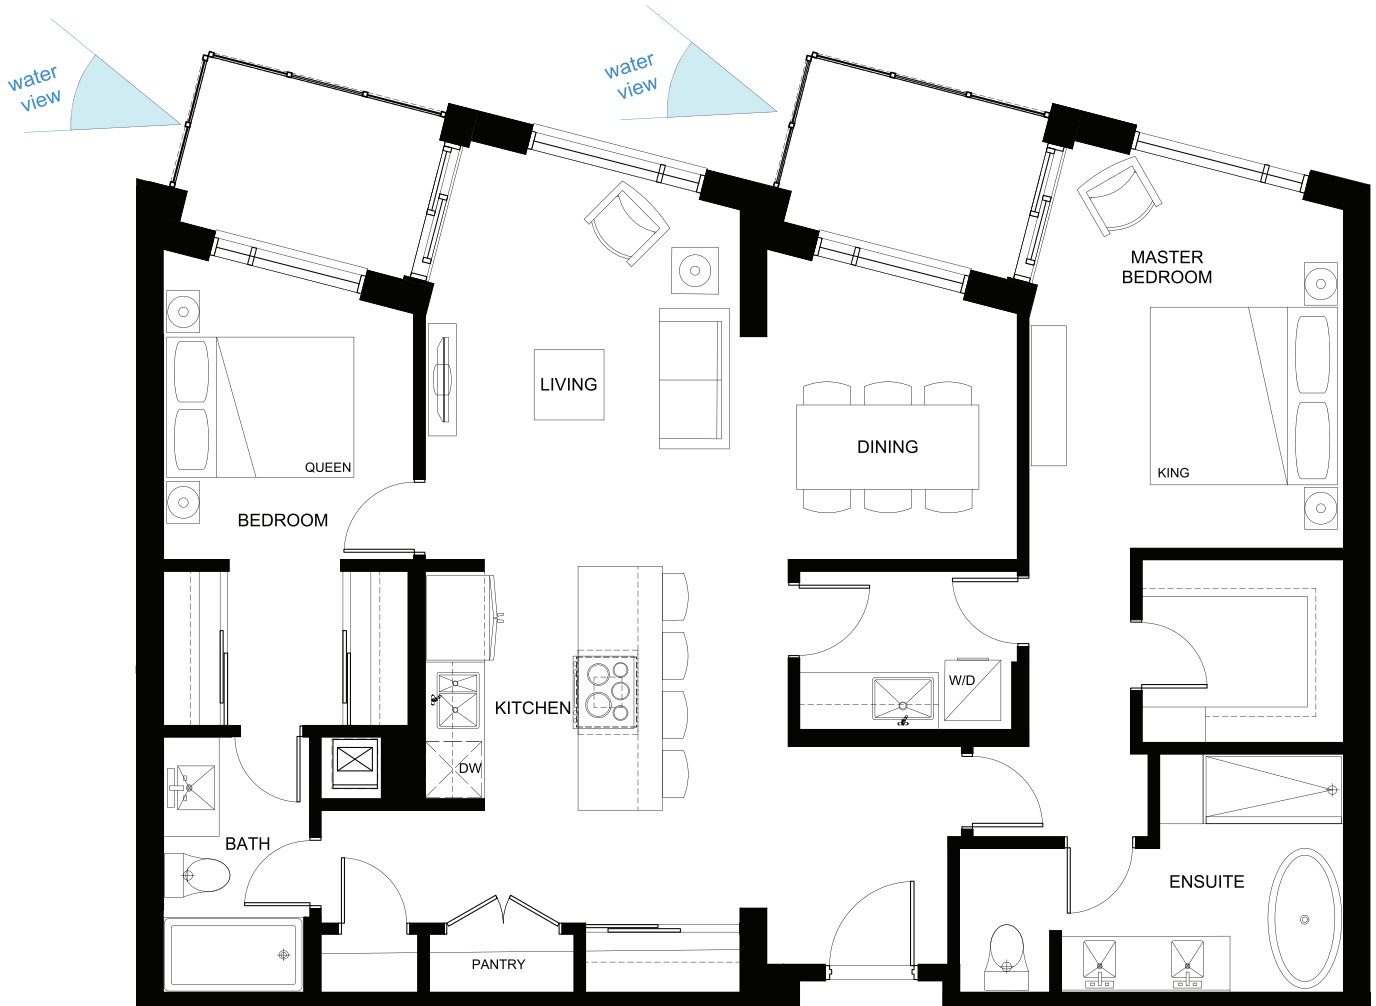 water
view
water
view
MASTER
BEDROOM
LIVING
DINING
QUEEN
KING
BEDROOM
W/D
KITCHEN
DW
BATH
ENSUITE
PANTRY